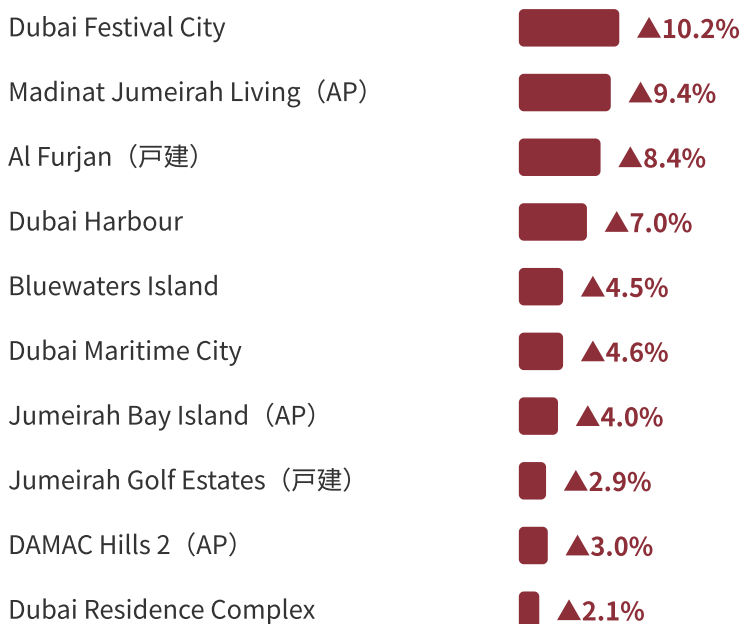 Dubai Festival City ▲10.2%
Madinat Jumeirah Living（AP） ▲9.4%
Al Furjan（戸建） ▲8.4%
Dubai Harbour ▲7.0%
Bluewaters Island ▲4.5%
Dubai Maritime City ▲4.6%
Jumeirah Bay Island（AP） ▲4.0%
Jumeirah Golf Estates（戸建） ▲2.9%
DAMAC Hills 2（AP） ▲3.0%
Dubai Residence Complex ▲2.1%